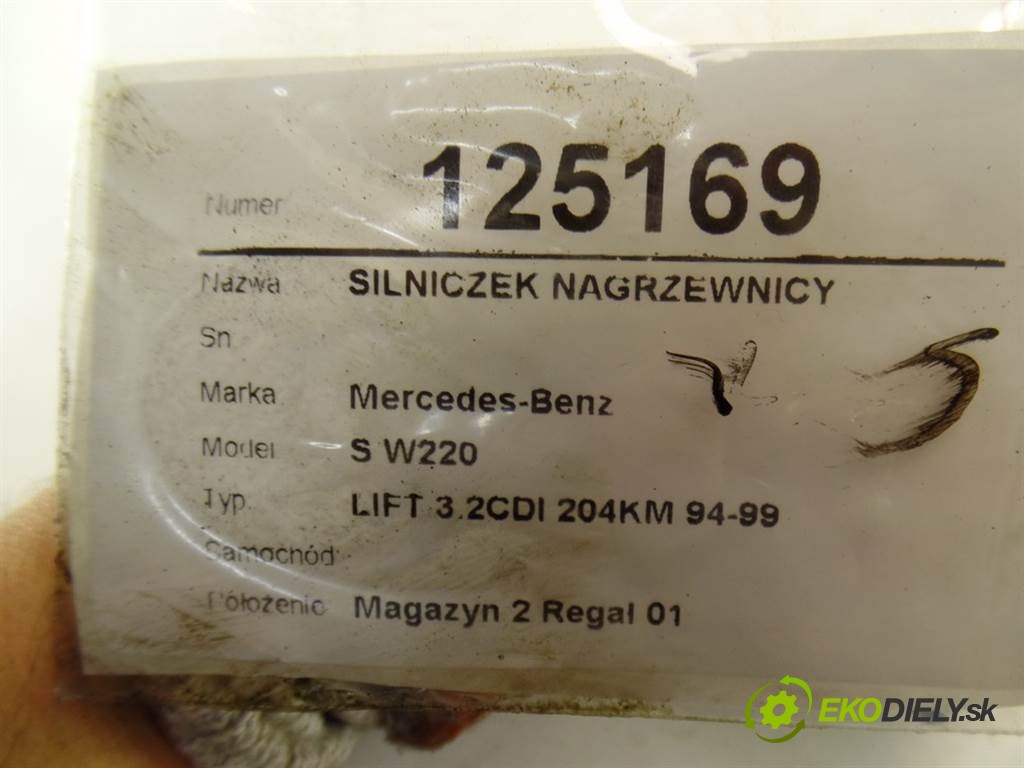 Numer 125169
Nazwa SILNICZEK NAGRZEWNICY
Sn
Marka Mercedes-Benz
Model S W220
Typ LIFT 3.2CDI 204KM 94-99
Samochód
Położenie Magazyn 2 Regal 01
EKODIELY.sk